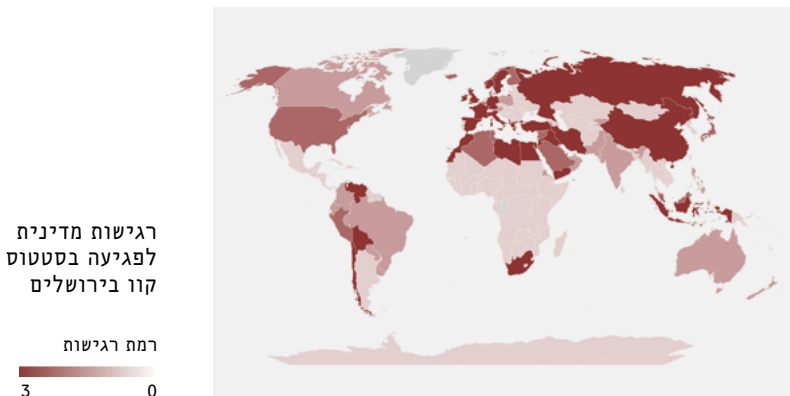 רגישות מדינית
לפגיעה בסטטוס
קוו בירושלים
רמת רגישות
3 0